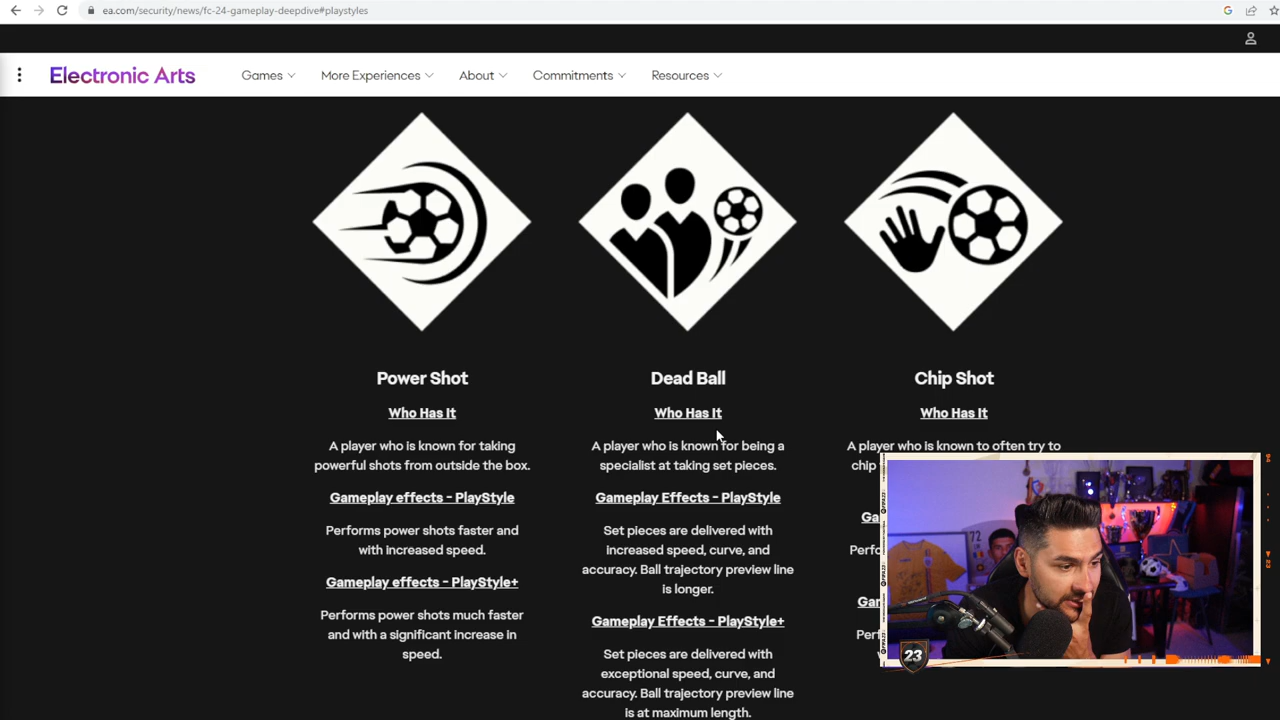 ea.com/security/news/fc-24-gameplay-deepdive#playstyles
Electronic Arts
Games
More Experiences
About
Commitments
Resources
Power Shot
Who Has It
A player who is known for taking
powerful shots from outside the box.
Gameplay effects - PlayStyle
Performs power shots faster and
with increased speed.
Gameplay effects - PlayStyle+
Performs power shots much faster
and with a significant increase in
speed.
Dead Ball
Who Has It
A player who is known for being a
specialist at taking set pieces.
Gameplay Effects - PlayStyle
Set pieces are delivered with
increased speed, curve, and
accuracy. Ball trajectory preview line
is longer.
Gameplay Effects - PlayStyle+
Set pieces are delivered with
exceptional speed, curve, and
accuracy. Ball trajectory preview line
is at maximum length.
Chip Shot
Who Has It
A player who is known to often try to
chip
23
72